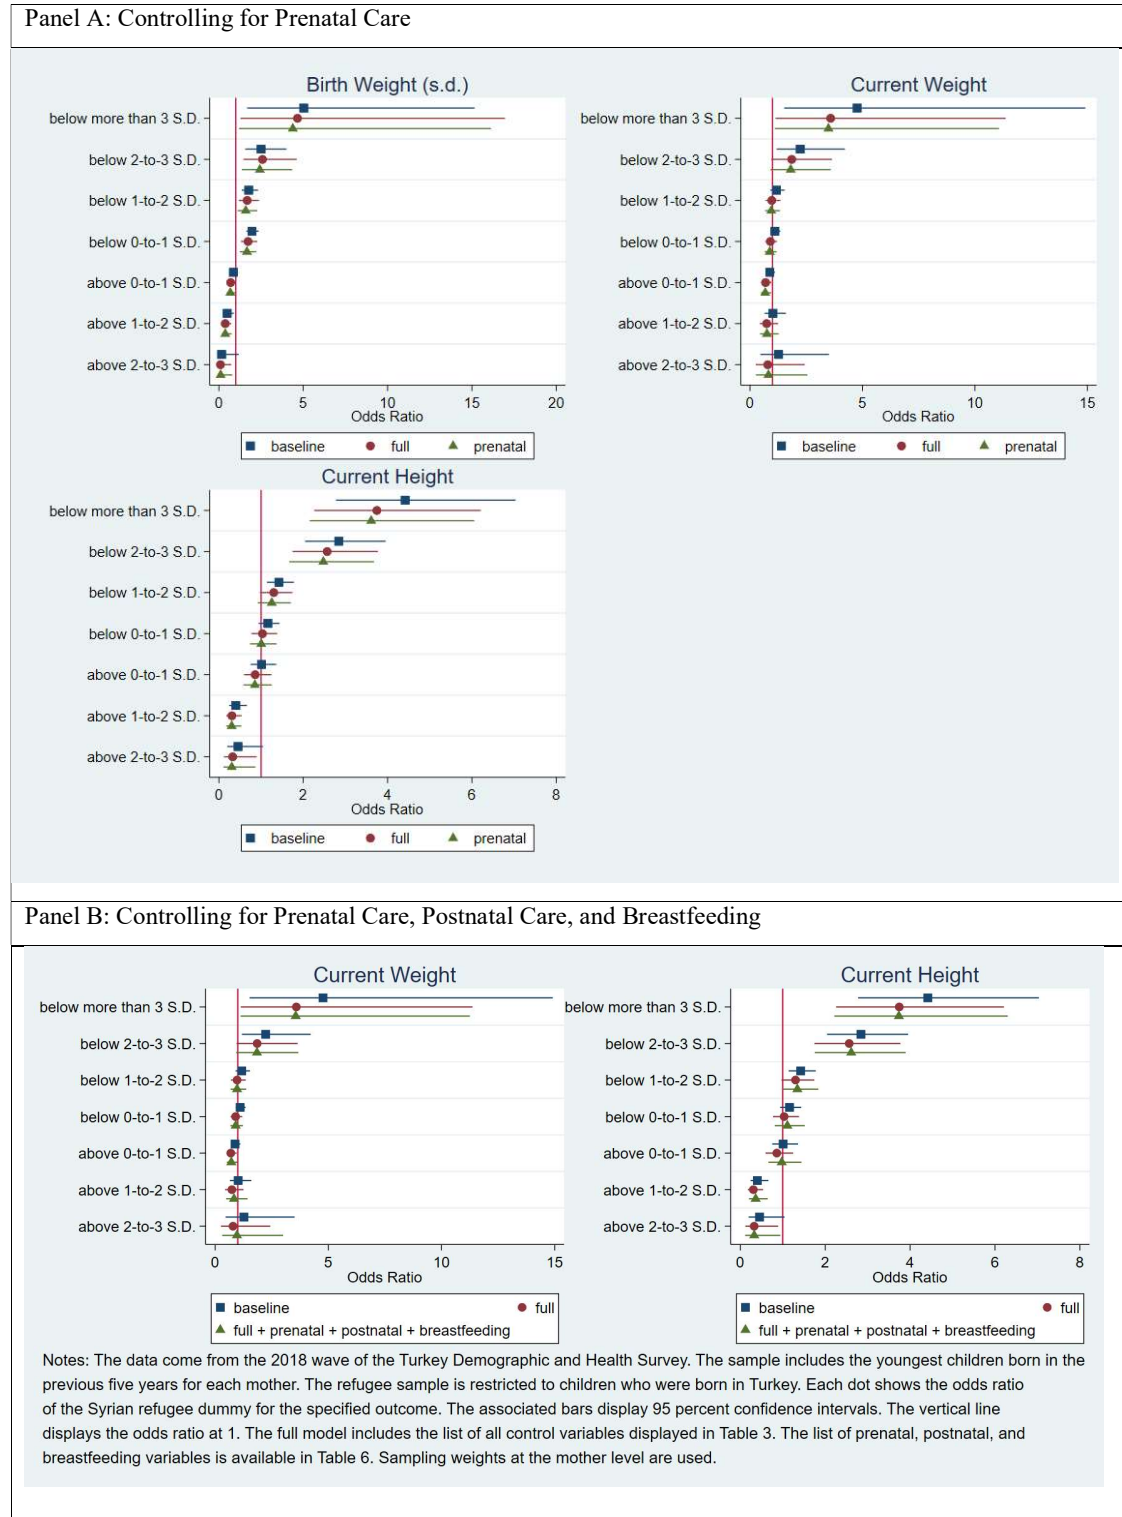 Panel A: Controlling for Prenatal Care
Birth Weight (s.d.)
below more than 3 S.D.
below 2-to-3 S.D.
below 1-to-2 S.D.
below 0-to-1 S.D.
above 0-to-1 S.D.
above 1-to-2 S.D.
above 2-to-3 S.D.
0 5 10 15 20
Odds Ratio
baseline full prenatal
Current Weight
below more than 3 S.D.
below 2-to-3 S.D.
below 1-to-2 S.D.
below 0-to-1 S.D.
above 0-to-1 S.D.
above 1-to-2 S.D.
above 2-to-3 S.D.
0 5 10 15
Odds Ratio
baseline full prenatal
Current Height
below more than 3 S.D.
below 2-to-3 S.D.
below 1-to-2 S.D.
below 0-to-1 S.D.
above 0-to-1 S.D.
above 1-to-2 S.D.
above 2-to-3 S.D.
0 2 4 6 8
Odds Ratio
baseline full prenatal
Panel B: Controlling for Prenatal Care, Postnatal Care, and Breastfeeding
Current Weight
below more than 3 S.D.
below 2-to-3 S.D.
below 1-to-2 S.D.
below 0-to-1 S.D.
above 0-to-1 S.D.
above 1-to-2 S.D.
above 2-to-3 S.D.
0 5 10 15
Odds Ratio
baseline full
full + prenatal + postnatal + breastfeeding
Current Height
below more than 3 S.D.
below 2-to-3 S.D.
below 1-to-2 S.D.
below 0-to-1 S.D.
above 0-to-1 S.D.
above 1-to-2 S.D.
above 2-to-3 S.D.
0 2 4 6 8
Odds Ratio
baseline full
full + prenatal + postnatal + breastfeeding
Notes: The data come from the 2018 wave of the Turkey Demographic and Health Survey. The sample includes the youngest children born in the
previous five years for each mother. The refugee sample is restricted to children who were born in Turkey. Each dot shows the odds ratio
of the Syrian refugee dummy for the specified outcome. The associated bars display 95 percent confidence intervals. The vertical line
displays the odds ratio at 1. The full model includes the list of all control variables displayed in Table 3. The list of prenatal, postnatal, and
breastfeeding variables is available in Table 6. Sampling weights at the mother level are used.